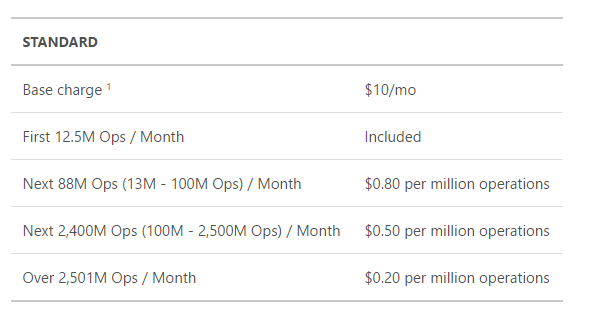 STANDARD
Base charge 1 $10/mo
First 12.5M Ops / Month Included
Next 88M Ops (13M - 100M Ops) / Month $0.80 per million operations
Next 2,400M Ops (100M - 2,500M Ops) / Month $0.50 per million operations
Over 2,501M Ops / Month $0.20 per million operations